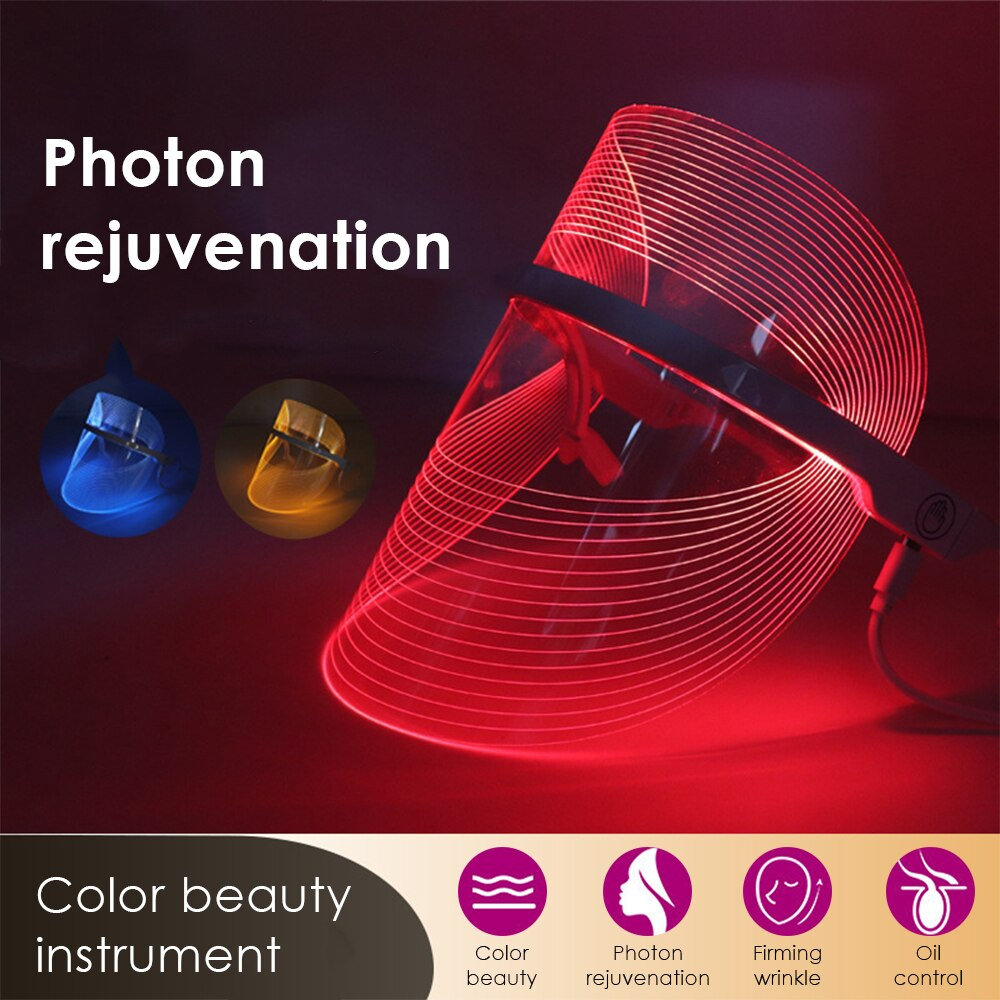 Photon
rejuvenation
Color beauty
instrument
Color
beauty
Photon
rejuvenation
Firming
wrinkle
Oil
control